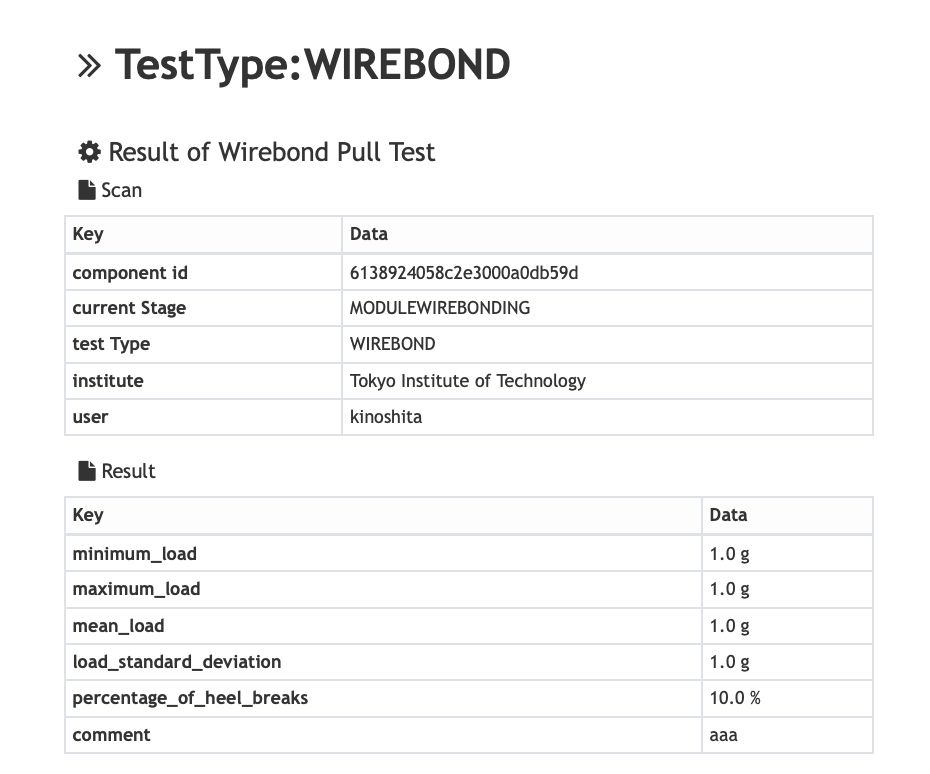 » TestType:WIREBOND
Result of Wirebond Pull Test
Scan
Key Data
component id 6138924058c2e3000a0db59d
current Stage MODULEWIREBONDING
test Type WIREBOND
institute Tokyo Institute of Technology
user kinoshita
Result
Key Data
minimum_load 1.0 g
maximum_load 1.0 g
mean_load 1.0 g
load_standard_deviation 1.0 g
percentage_of_heel_breaks 10.0 %
comment aaa